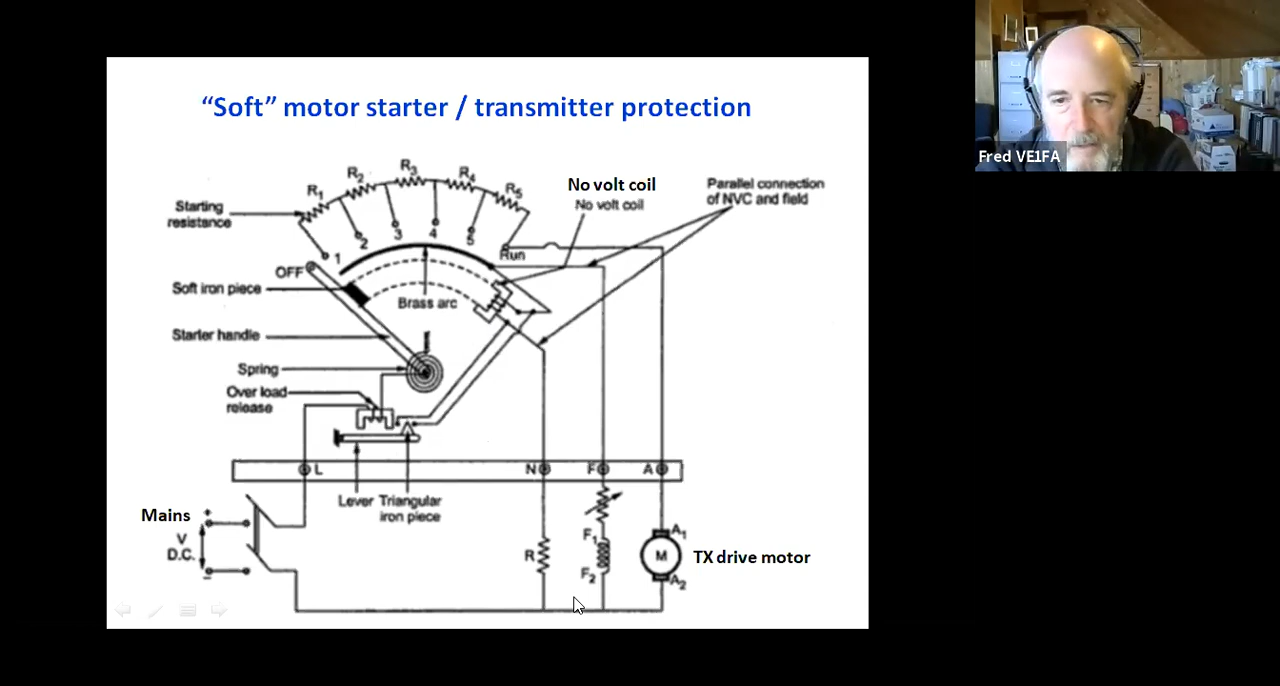 “Soft” motor starter / transmitter protection
R1
R2
R3
R4
R5
No volt coil
No volt coil
Parallel connection
of NVC and field
Starting
resistance
1
2
3
4
5
Run
OFF
Soft iron piece
Brass arc
Starter handle
Spring
Over load
release
L
N
F
A
Lever
Triangular
iron piece
Mains
+
V
D.C.
−
R
F1
F2
A1
M
A2
TX drive motor
Fred VE1FA